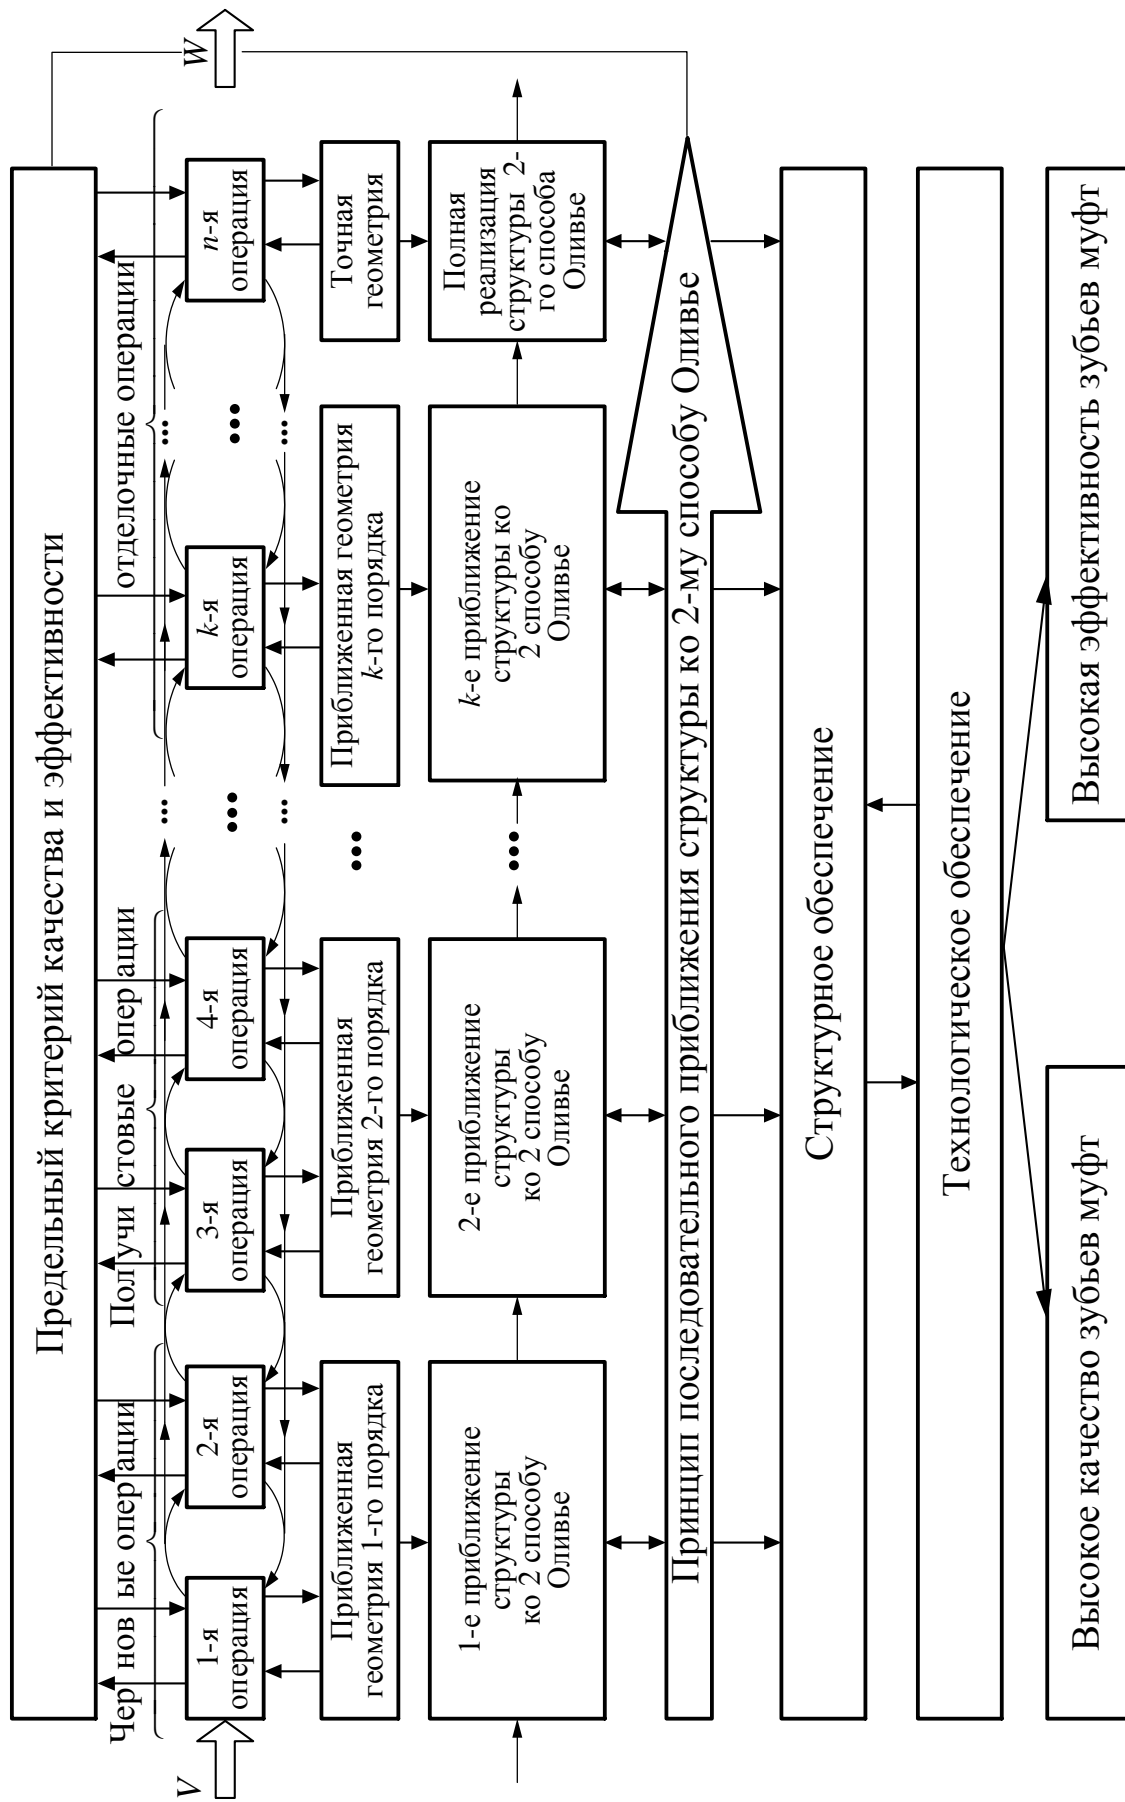 Предельный критерий качества и эффективности
Чер нов ые опер ации
Пол учи стовые опер ации
отделочные операции
V
W
1-я
операция
2-я
операция
3-я
операция
4-я
операция
...
...
...
k-я
операция
...
...
...
n-я
операция
Приближенная
геометрия 1-го порядка
Приближенная
геометрия 2-го порядка
...
Приближенная геометрия
k-го порядка
Точная
геометрия
1-е приближение
структуры
ко 2 способу
Оливье
2-е приближение
структуры
ко 2 способу
Оливье
...
k-е приближение
структуры ко
2 способу
Оливье
Полная
реализация
структуры 2-
го способа
Оливье
Принцип последовательного приближения структуры ко 2-му способу Оливье
Структурное обеспечение
Технологическое обеспечение
Высокое качество зубьев муфт
Высокая эффективность зубьев муфт